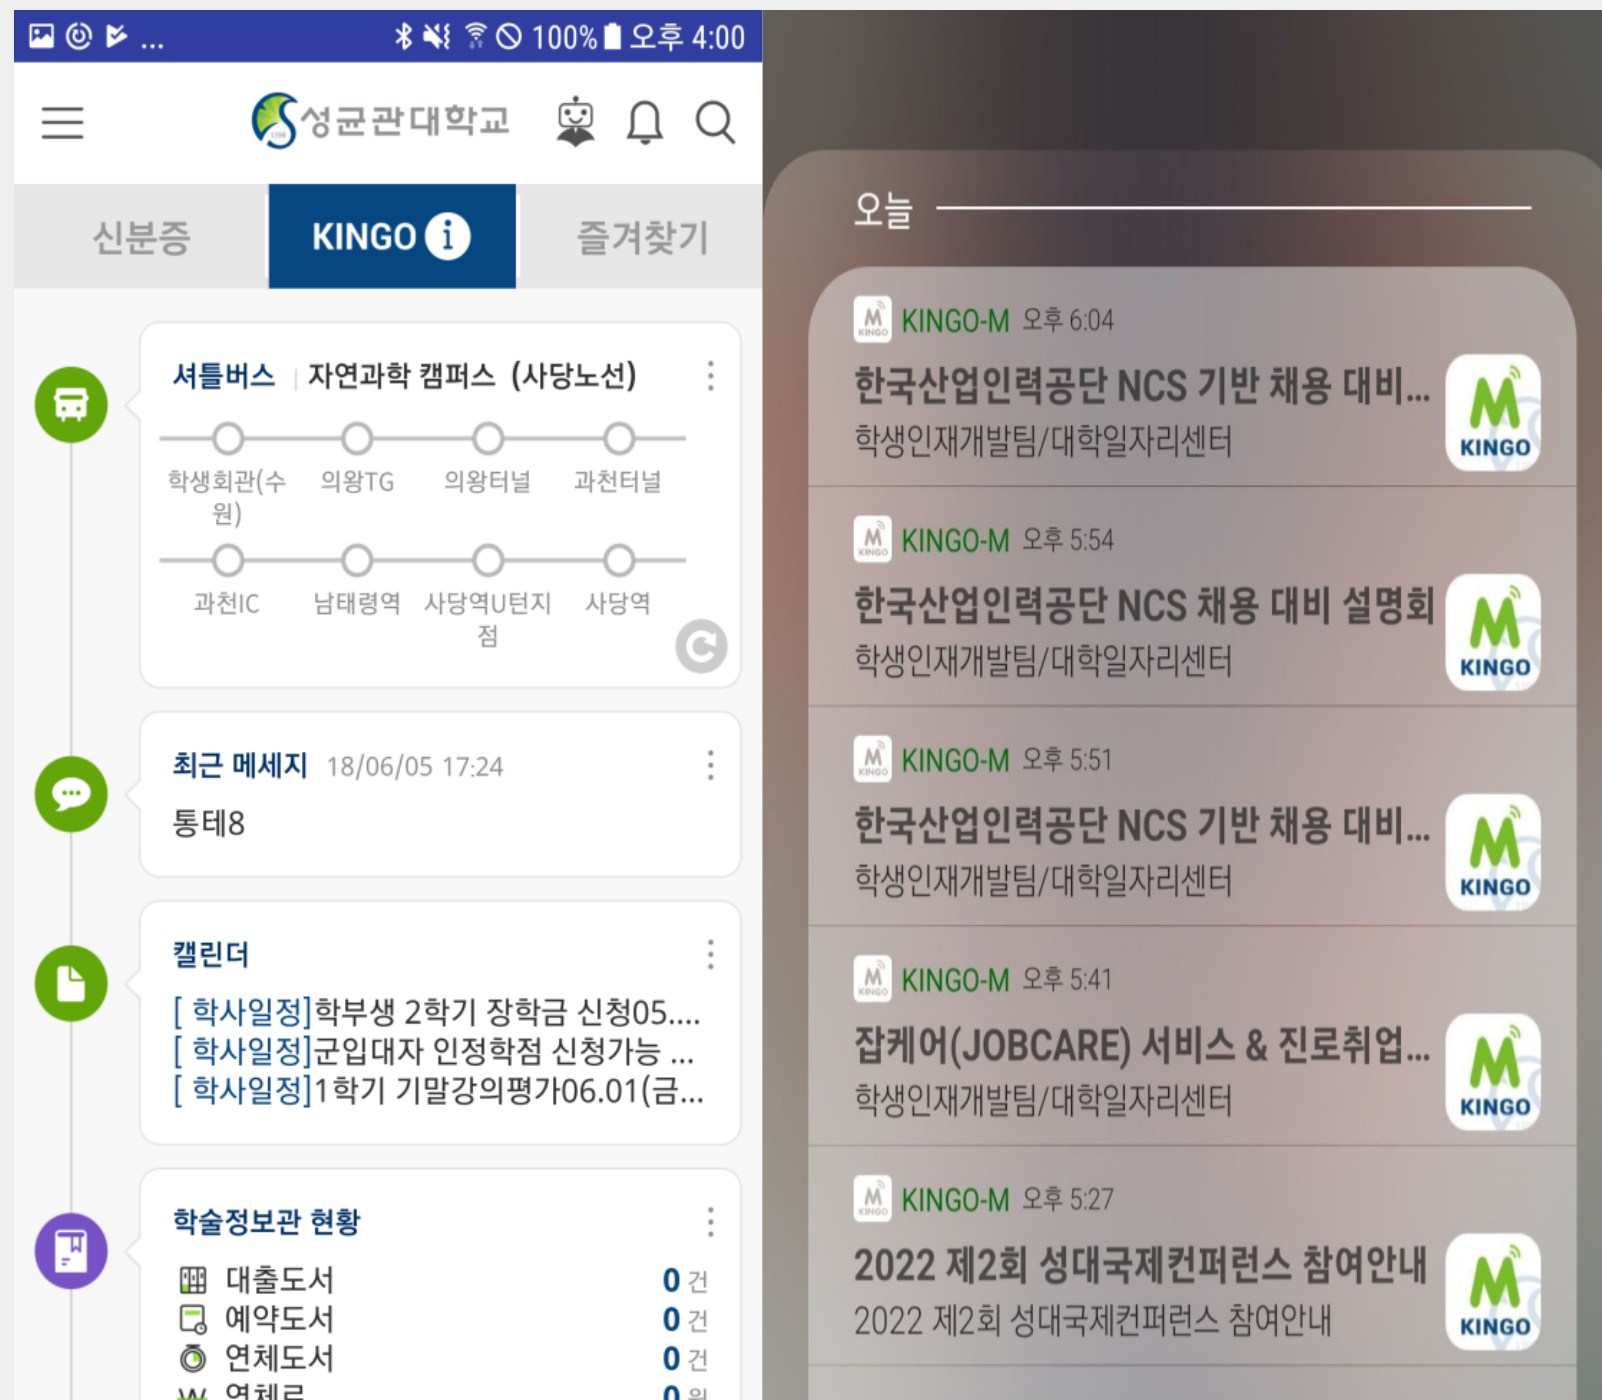 ... 100% 오후 4:00
성균관대학교
신분증 KINGO i 즐겨찾기
셔틀버스 자연과학 캠퍼스 (사당노선)
학생회관(수원) 의왕TG 의왕터널 과천터널
과천IC 남태령역 사당역U턴지점 사당역
최근 메세지 18/06/05 17:24
통테8
캘린더
[ 학사일정]학부생 2학기 장학금 신청05....
[ 학사일정]군입대자 인정학점 신청가능 ...
[ 학사일정]1학기 기말강의평가06.01(금...
학술정보관 현황
대출도서 0 건
예약도서 0 건
연체도서 0 건
오늘
KINGO-M 오후 6:04
한국산업인력공단 NCS 기반 채용 대비...
학생인재개발팀/대학일자리센터
M KINGO
KINGO-M 오후 5:54
한국산업인력공단 NCS 채용 대비 설명회
학생인재개발팀/대학일자리센터
M KINGO
KINGO-M 오후 5:51
한국산업인력공단 NCS 기반 채용 대비...
학생인재개발팀/대학일자리센터
M KINGO
KINGO-M 오후 5:41
잡케어(JOBCARE) 서비스 & 진로취업...
학생인재개발팀/대학일자리센터
M KINGO
KINGO-M 오후 5:27
2022 제2회 성대국제컨퍼런스 참여안내
2022 제2회 성대국제컨퍼런스 참여안내
M KINGO